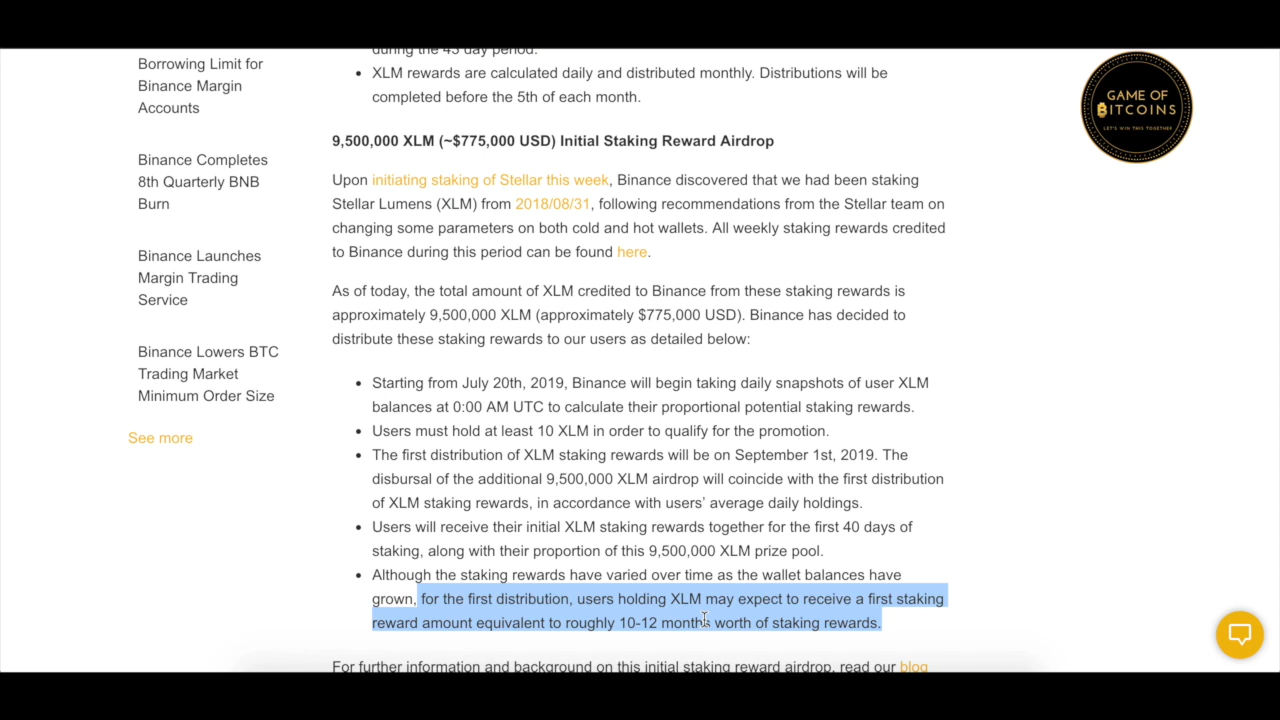 Borrowing Limit for
Binance Margin
Accounts
Binance Completes
8th Quarterly BNB
Burn
Binance Launches
Margin Trading
Service
Binance Lowers BTC
Trading Market
Minimum Order Size
See more
during the 43 day period.
• XLM rewards are calculated daily and distributed monthly. Distributions will be
completed before the 5th of each month.
9,500,000 XLM (~$775,000 USD) Initial Staking Reward Airdrop
Upon initiating staking of Stellar this week, Binance discovered that we had been staking
Stellar Lumens (XLM) from 2018/08/31, following recommendations from the Stellar team on
changing some parameters on both cold and hot wallets. All weekly staking rewards credited
to Binance during this period can be found here.
As of today, the total amount of XLM credited to Binance from these staking rewards is
approximately 9,500,000 XLM (approximately $775,000 USD). Binance has decided to
distribute these staking rewards to our users as detailed below:
• Starting from July 20th, 2019, Binance will begin taking daily snapshots of user XLM
balances at 0:00 AM UTC to calculate their proportional potential staking rewards.
• Users must hold at least 10 XLM in order to qualify for the promotion.
• The first distribution of XLM staking rewards will be on September 1st, 2019. The
disbursal of the additional 9,500,000 XLM airdrop will coincide with the first distribution
of XLM staking rewards, in accordance with users’ average daily holdings.
• Users will receive their initial XLM staking rewards together for the first 40 days of
staking, along with their proportion of this 9,500,000 XLM prize pool.
• Although the staking rewards have varied over time as the wallet balances have
grown, for the first distribution, users holding XLM may expect to receive a first staking
reward amount equivalent to roughly 10-12 months worth of staking rewards.
For further information and background on this initial staking reward airdrop, read our blog
GAME OF
BITCOINS
LET'S WIN THIS TOGETHER